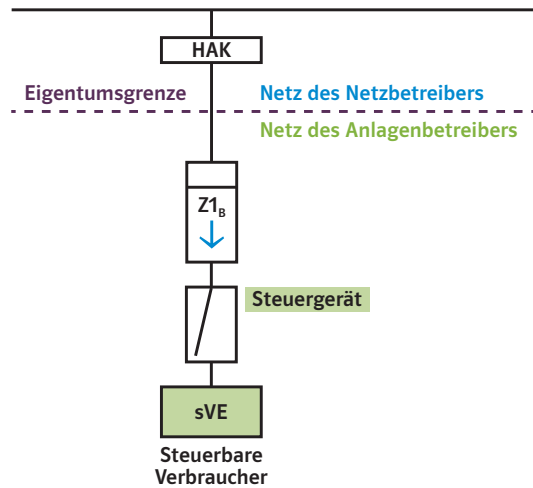 HAK
Eigentumsgrenze
Netz des Netzbetreibers
Netz des Anlagenbetreibers
Z1B
Steuergerät
sVE
Steuerbare
Verbraucher